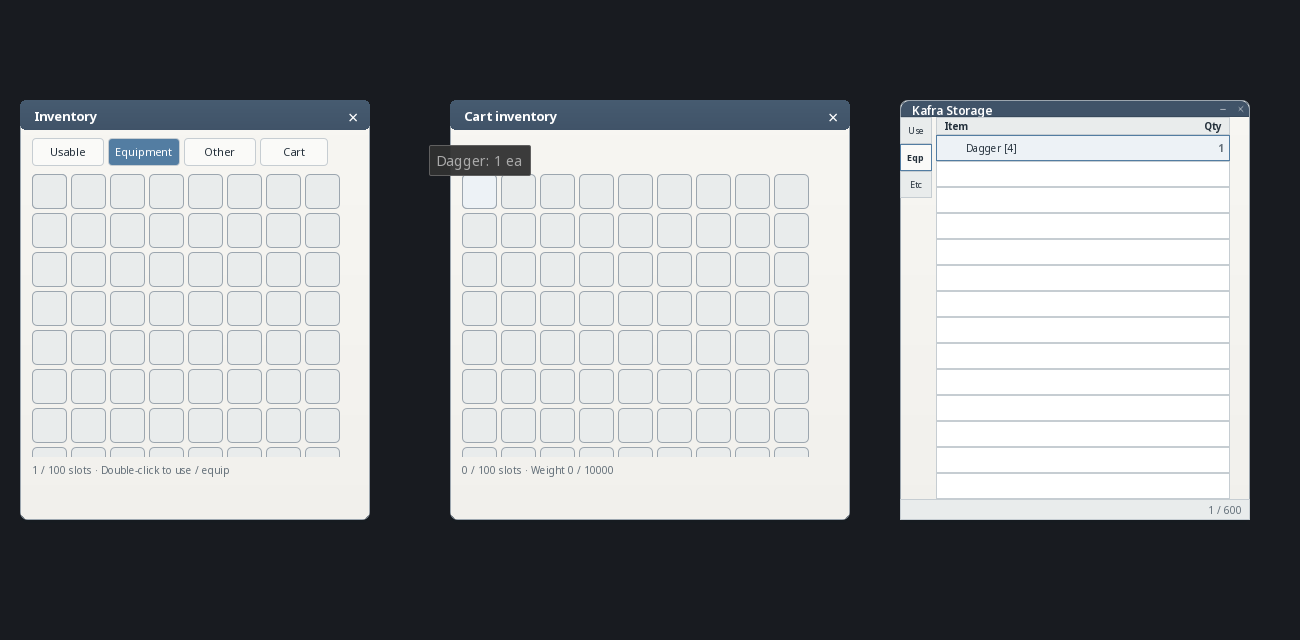 Inventory
×
Usable
Equipment
Other
Cart
1 / 100 slots · Double-click to use / equip
Cart inventory
×
Dagger: 1 ea
0 / 100 slots · Weight 0 / 10000
Kafra Storage
– ×
Use
Eqp
Etc
Item Qty
Dagger [4] 1
1 / 600